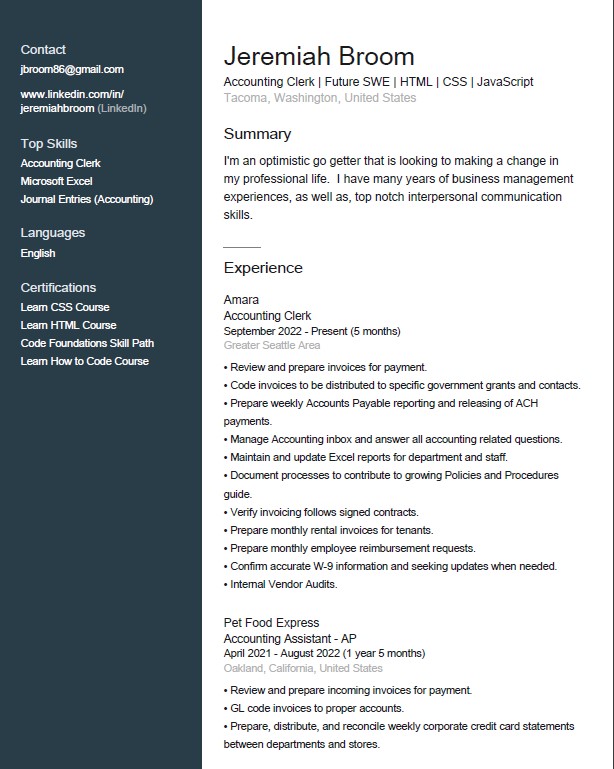 Contact
jbroom86@gmail.com
www.linkedin.com/in/
jeremiahbroom (LinkedIn)
Top Skills
Accounting Clerk
Microsoft Excel
Journal Entries (Accounting)
Languages
English
Certifications
Learn CSS Course
Learn HTML Course
Code Foundations Skill Path
Learn How to Code Course
Jeremiah Broom
Accounting Clerk | Future SWE | HTML | CSS | JavaScript
Tacoma, Washington, United States
Summary
I'm an optimistic go getter that is looking to making a change in
my professional life.  I have many years of business management
experiences, as well as, top notch interpersonal communication
skills.
Experience
Amara
Accounting Clerk
September 2022 - Present (5 months)
Greater Seattle Area
• Review and prepare invoices for payment.
• Code invoices to be distributed to specific government grants and contacts.
• Prepare weekly Accounts Payable reporting and releasing of ACH
payments.
• Manage Accounting inbox and answer all accounting related questions.
• Maintain and update Excel reports for department and staff.
• Document processes to contribute to growing Policies and Procedures
guide.
• Verify invoicing follows signed contracts.
• Prepare monthly rental invoices for tenants.
• Prepare monthly employee reimbursement requests.
• Confirm accurate W-9 information and seeking updates when needed.
• Internal Vendor Audits.
Pet Food Express
Accounting Assistant - AP
April 2021 - August 2022 (1 year 5 months)
Oakland, California, United States
• Review and prepare incoming invoices for payment.
• GL code invoices to proper accounts.
• Prepare, distribute, and reconcile weekly corporate credit card statements
between departments and stores.